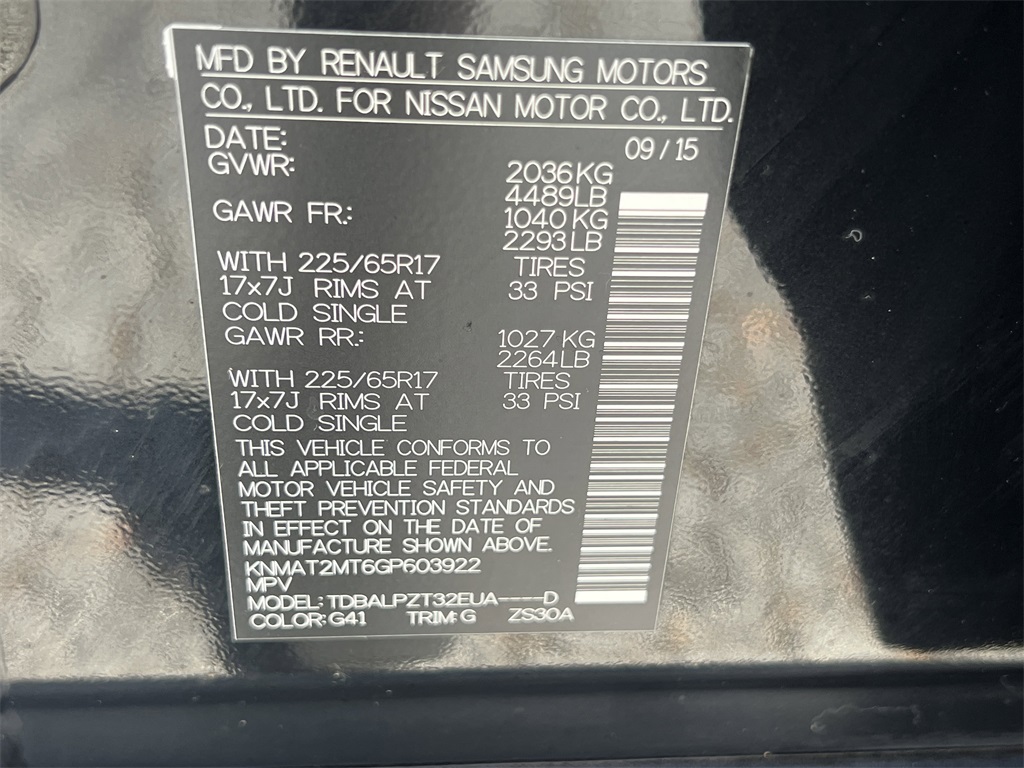 MFD BY RENAULT SAMSUNG MOTORS
CO., LTD. FOR NISSAN MOTOR CO., LTD.
DATE: 09 / 15
GVWR: 2036 KG
4489 LB
GAWR FR.: 1040 KG
2293 LB
WITH 225/65R17 TIRES
17x7J RIMS AT 33 PSI
COLD SINGLE
GAWR RR.: 1027 KG
2264 LB
WITH 225/65R17 TIRES
17x7J RIMS AT 33 PSI
COLD SINGLE
THIS VEHICLE CONFORMS TO
ALL APPLICABLE FEDERAL
MOTOR VEHICLE SAFETY AND
THEFT PREVENTION STANDARDS
IN EFFECT ON THE DATE OF
MANUFACTURE SHOWN ABOVE.
KNMAT2MT6GP603922
MPV
MODEL: TDBALPZT32EUA----D
COLOR: G41 TRIM: G ZS30A